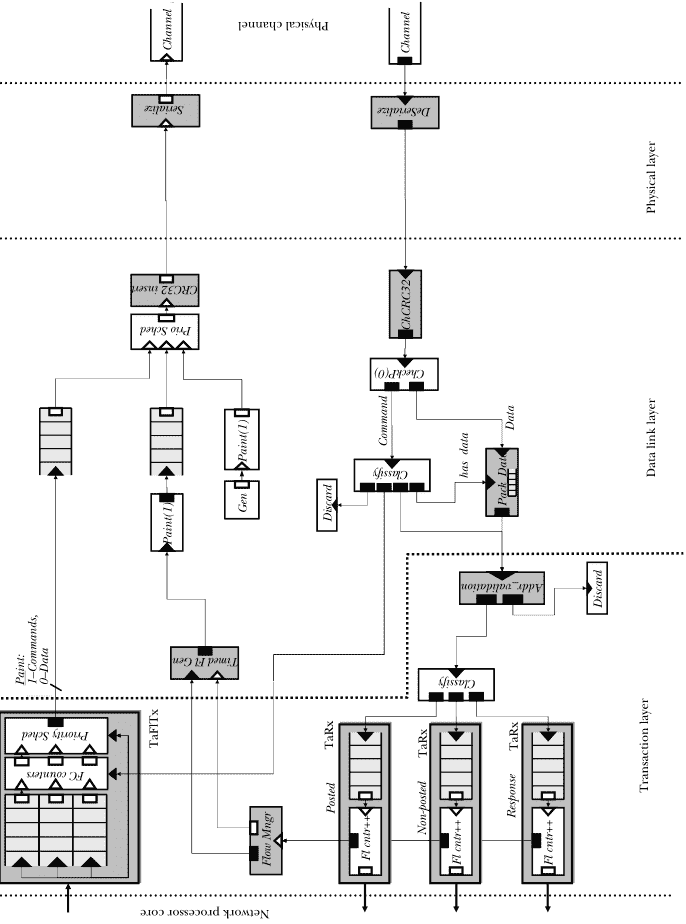 Physical channel
Channel
Channel
Serialize
DeSerialize
Physical layer
CRC32 insert
Prio Sched
ChCRC32
CheckP(0)
Command
Data
Paint(1)
Gen
Paint(1)
Classify
has data
Pack_Data
Discard
Data link layer
Addr_validation
Discard
Timed Fl Gen
Classify
Paint:
1–Commands,
0–Data
TaFlTx
Priority Sched
FC counters
TaRx
TaRx
TaRx
Posted
Non-posted
Response
Flow Mngr
Fl cntr++
Fl cntr++
Fl cntr++
Transaction layer
Network processor core